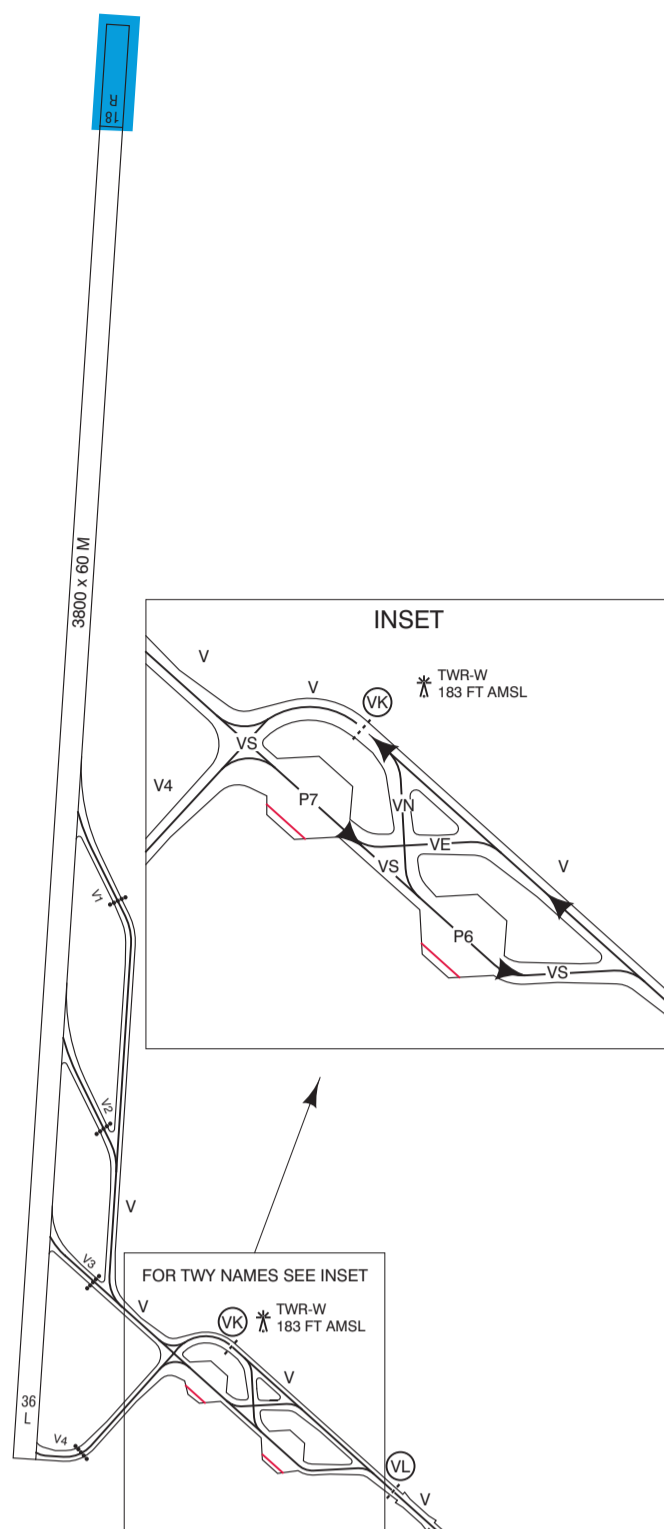 18
R
3800 x 60 M
INSET
V
V
VK
TWR-W
183 FT AMSL
VS
V4
P7
VN
VE
VS
V
P6
VS
V1
V2
V
V3
FOR TWY NAMES SEE INSET
V
VK
TWR-W
183 FT AMSL
V
36
L
V4
VL
V